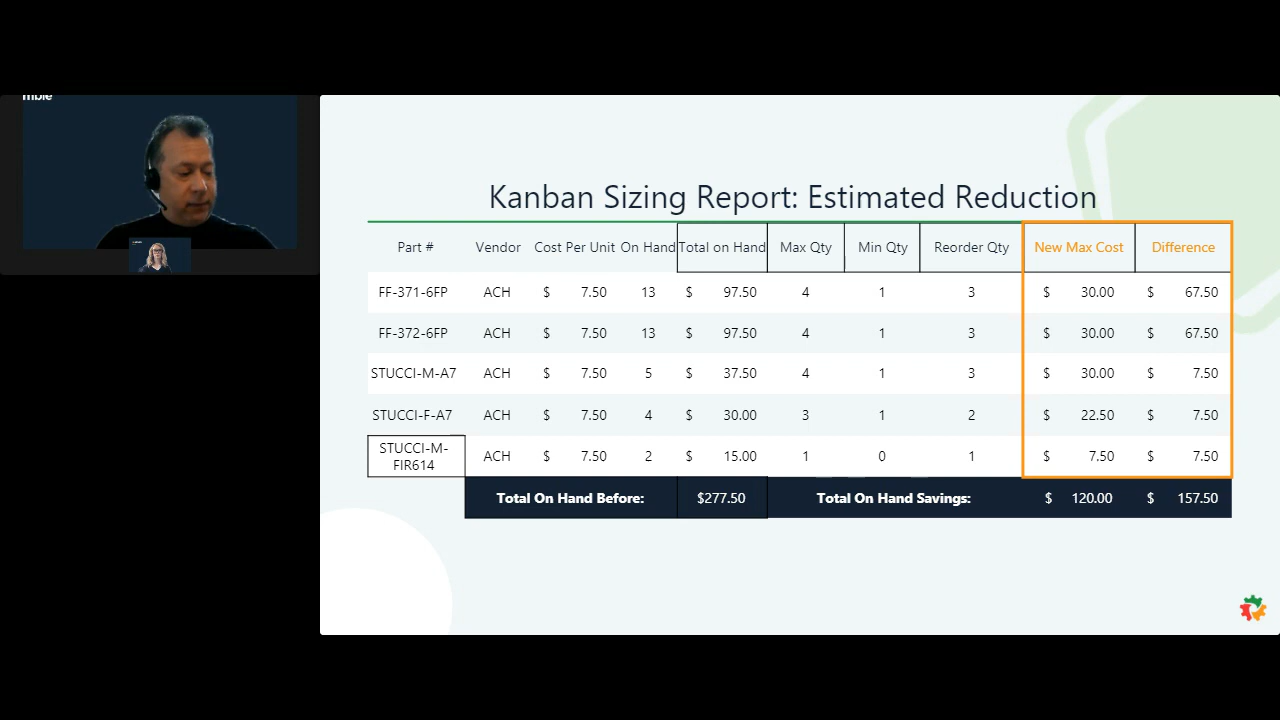 mble
Kanban Sizing Report: Estimated Reduction
Part # Vendor Cost Per Unit On Hand Total on Hand Max Qty Min Qty Reorder Qty New Max Cost Difference
FF-371-6FP ACH $ 7.50 13 $ 97.50 4 1 3 $ 30.00 $ 67.50
FF-372-6FP ACH $ 7.50 13 $ 97.50 4 1 3 $ 30.00 $ 67.50
STUCCI-M-A7 ACH $ 7.50 5 $ 37.50 4 1 3 $ 30.00 $ 7.50
STUCCI-F-A7 ACH $ 7.50 4 $ 30.00 3 1 2 $ 22.50 $ 7.50
STUCCI-M-
FIR614 ACH $ 7.50 2 $ 15.00 1 0 1 $ 7.50 $ 7.50
Total On Hand Before: $277.50 Total On Hand Savings: $ 120.00 $ 157.50